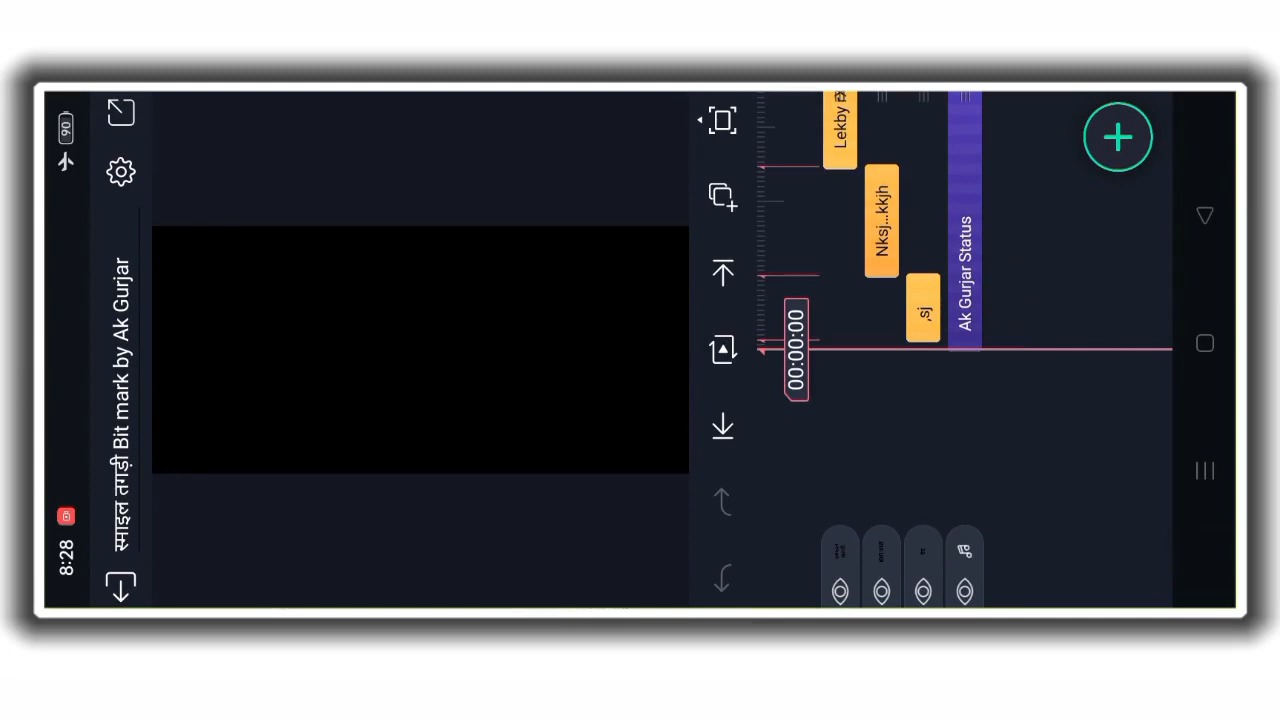 8:28
90
स्माइल तगड़ी Bit mark by Ak Gurjar
00:00:00
Lekby
Nksj...kkjh
,sj
Ak Gurjar Status